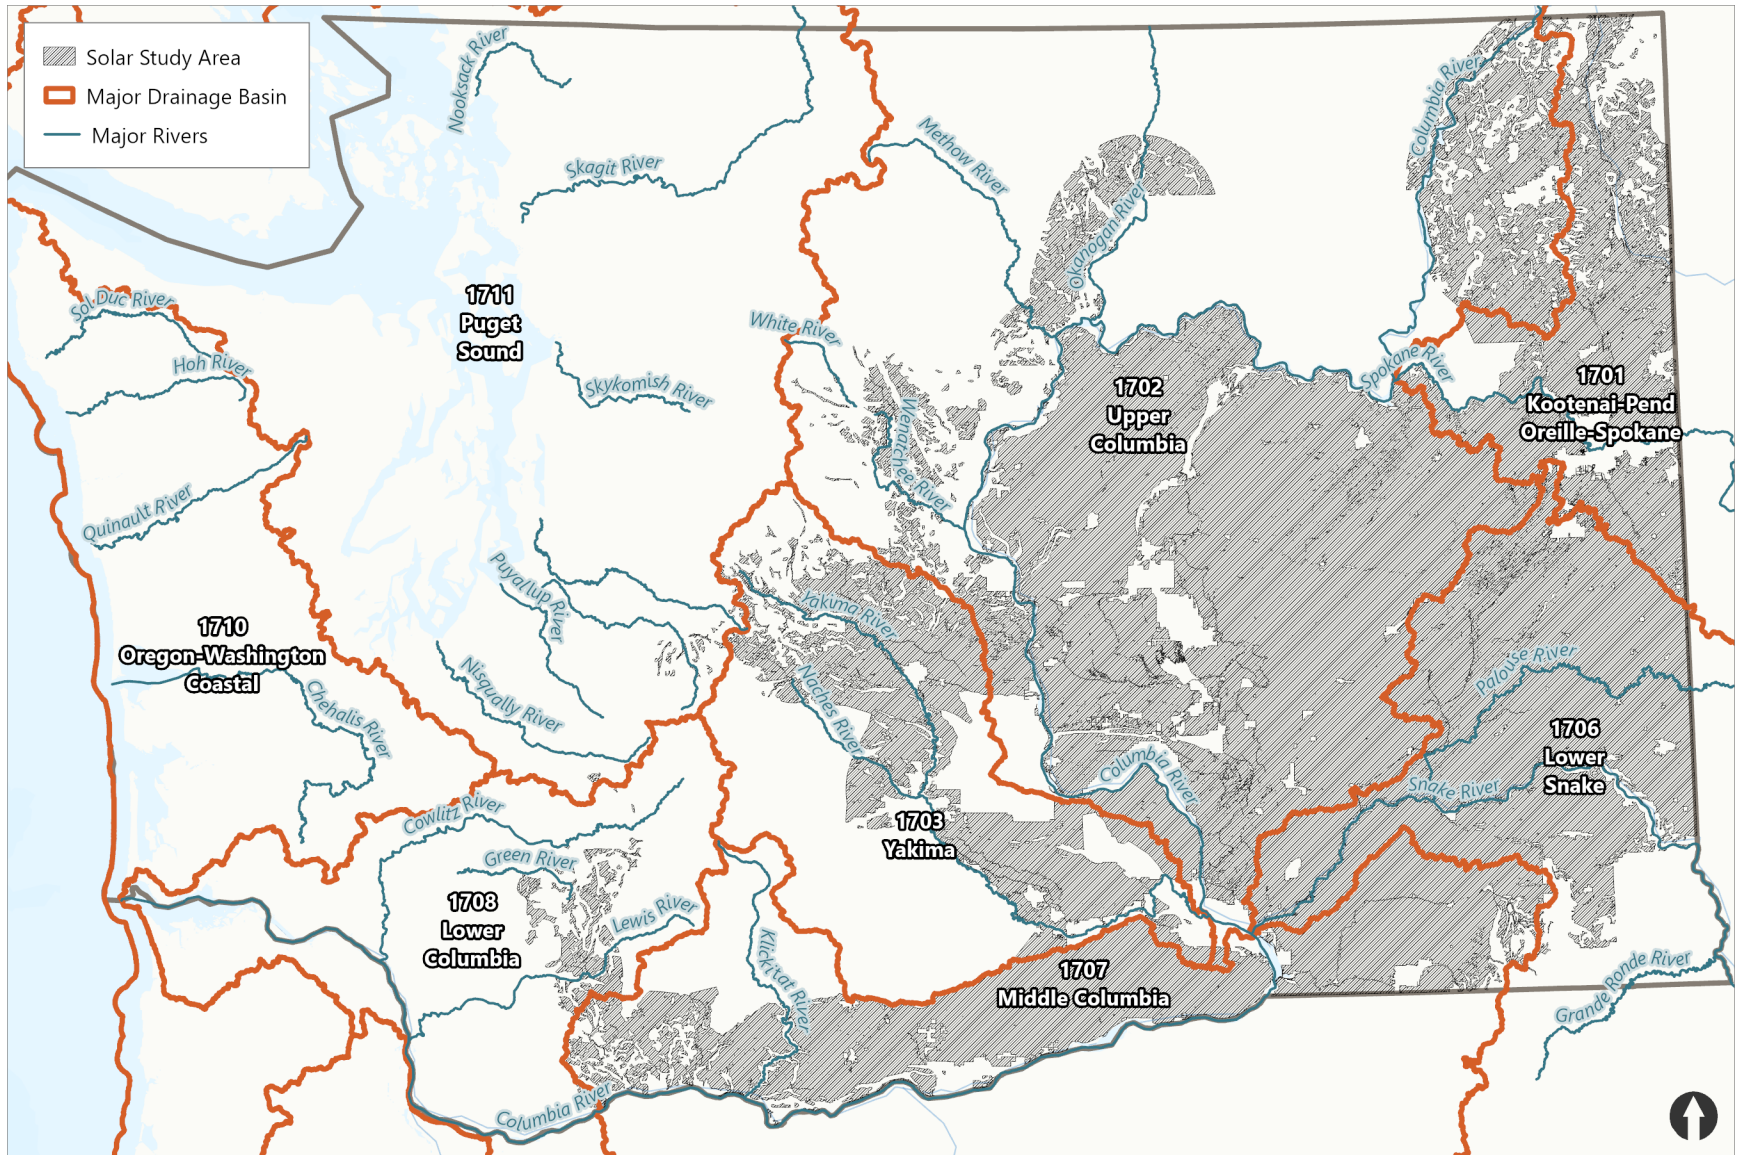 Solar Study Area
Major Drainage Basin
Major Rivers
Nooksack River
Skagit River
Methow River
Okanogan River
Columbia River
Sol Duc River
Hoh River
1711
Puget
Sound
White River
Skykomish River
Wenatchee River
1702
Upper
Columbia
Spokane River
1701
Kootenai-Pend
Oreille-Spokane
Quinault River
Puyallup River
Yakima River
1710
Oregon-Washington
Coastal
Chehalis River
Nisqually River
Naches River
Palouse River
1706
Lower
Snake
Snake River
Columbia River
Cowlitz River
Green River
1703
Yakima
1708
Lower
Columbia
Lewis River
Klickitat River
1707
Middle Columbia
Grande Ronde River
Columbia River